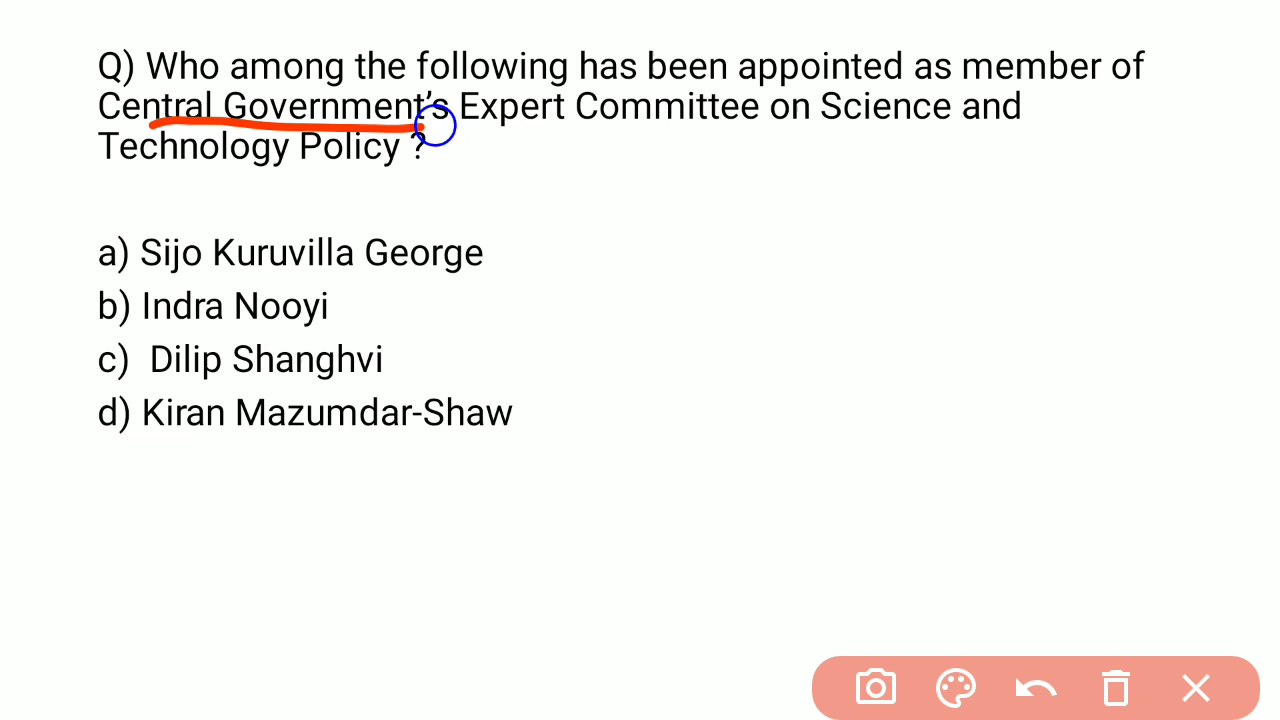 Q) Who among the following has been appointed as member of
Central Government's Expert Committee on Science and
Technology Policy ?
a) Sijo Kuruvilla George
b) Indra Nooyi
c) Dilip Shanghvi
d) Kiran Mazumdar-Shaw